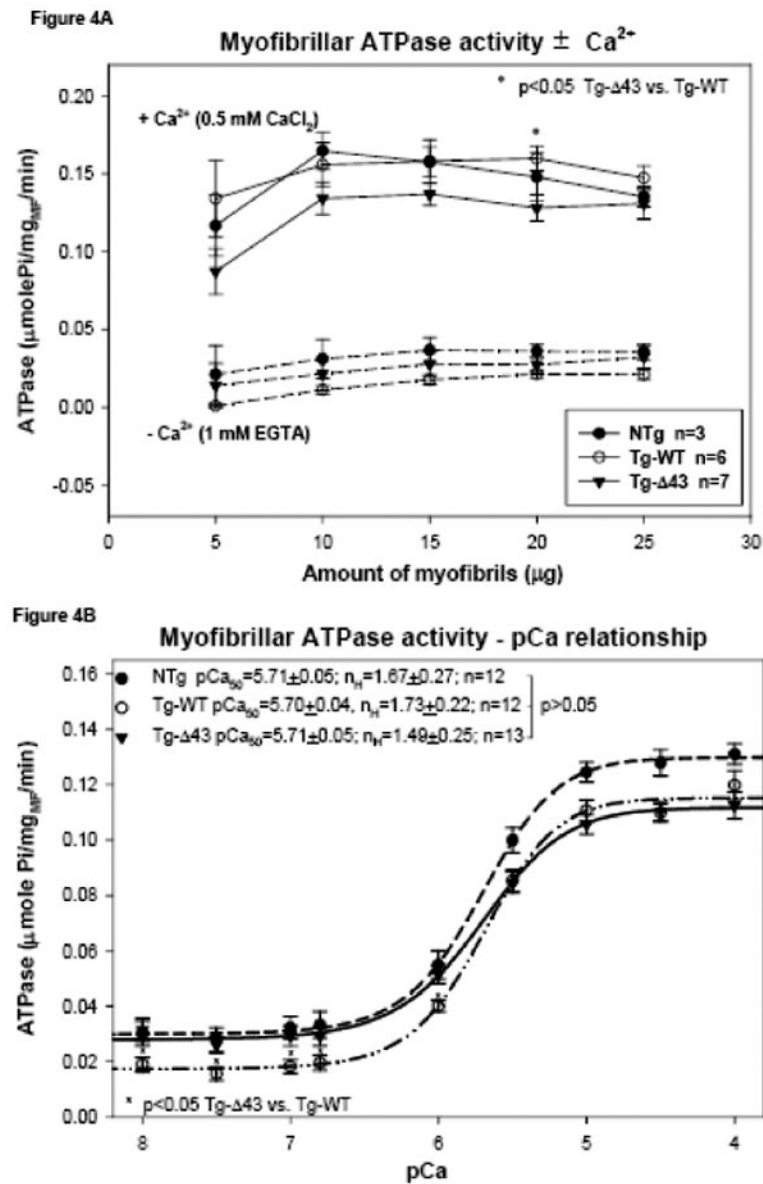 Figure 4A
Myofibrillar ATPase activity ± Ca²⁺
* p<0.05 Tg-Δ43 vs. Tg-WT
+ Ca²⁺ (0.5 mM CaCl₂)
- Ca²⁺ (1 mM EGTA)
NTg n=3
Tg-WT n=6
Tg-Δ43 n=7
ATPase (μmolePi/mg_MF/min)
0.20
0.15
0.10
0.05
0.00
-0.05
0 5 10 15 20 25 30
Amount of myofibrils (μg)
Figure 4B
Myofibrillar ATPase activity - pCa relationship
NTg pCa₅₀=5.71±0.05; n_H=1.67±0.27; n=12
Tg-WT pCa₅₀=5.70±0.04, n_H=1.73±0.22; n=12
Tg-Δ43 pCa₅₀=5.71±0.05; n_H=1.49±0.25; n=13
p>0.05
ATPase (μmole Pi/mg_MF/min)
0.16
0.14
0.12
0.10
0.08
0.06
0.04
0.02
0.00
* p<0.05 Tg-Δ43 vs. Tg-WT
8 7 6 5 4
pCa